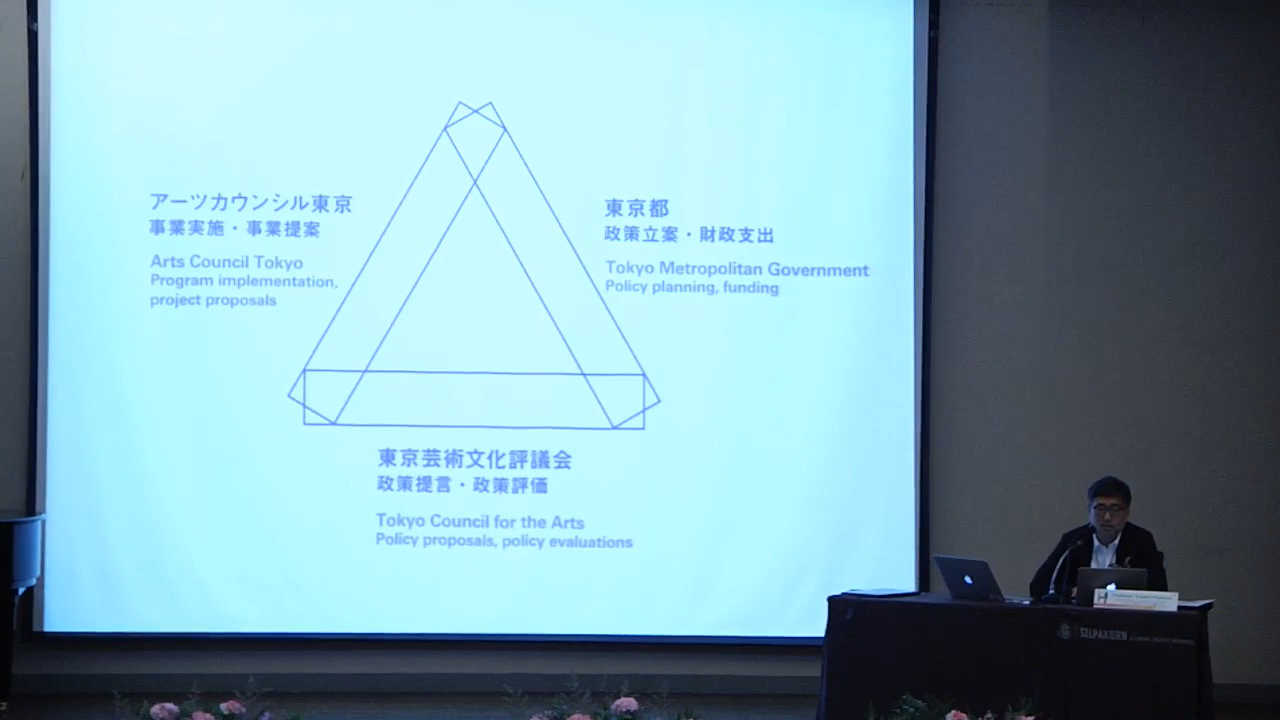 アーツカウンシル東京
事業実施・事業提案
Arts Council Tokyo
Program implementation,
project proposals
東京都
政策立案・財政支出
Tokyo Metropolitan Government
Policy planning, funding
東京芸術文化評議会
政策提言・政策評価
Tokyo Council for the Arts
Policy proposals, policy evaluations
SILPAKORN